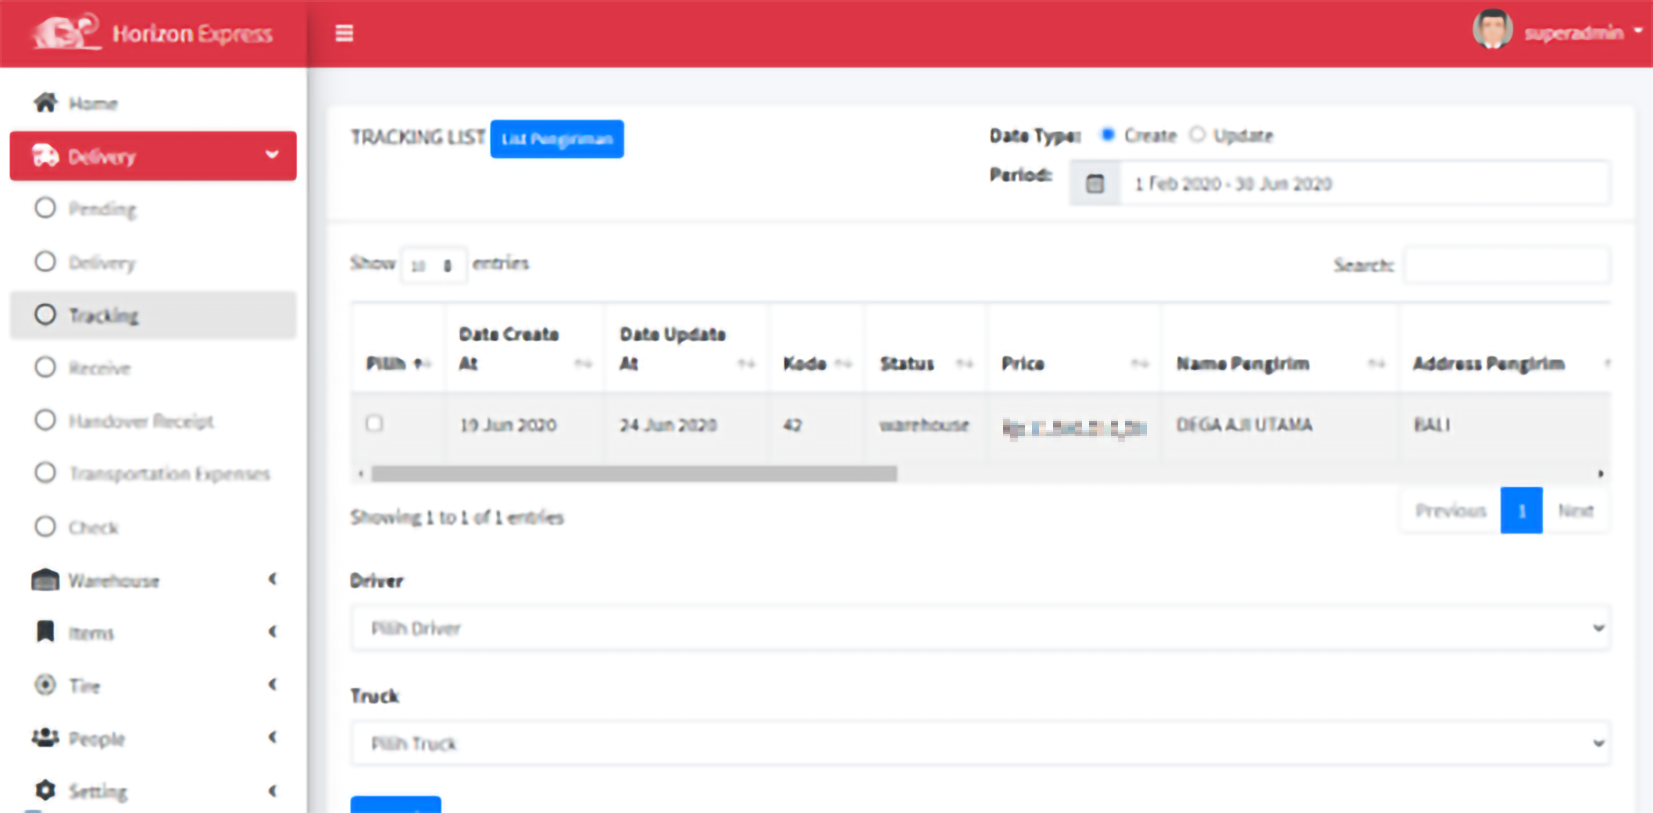 Horizon Express
superadmin
Home
Delivery
Pending
Delivery
Tracking
Receive
Handover Receipt
Transportation Expenses
Check
Warehouse
Items
Tire
People
Setting
TRACKING LIST List Pengiriman
Date Type: Create Update
Period: 1 Feb 2020 - 30 Jun 2020
Show 10 entries
Search:
Pilih Date Create At Date Update At Kode Status Price Name Pengirim Address Pengirim
19 Jun 2020 24 Jun 2020 42 warehouse DEGA AJI UTAMA BALI
Showing 1 to 1 of 1 entries
Previous 1 Next
Driver
Pilih Driver
Truck
Pilih Truck